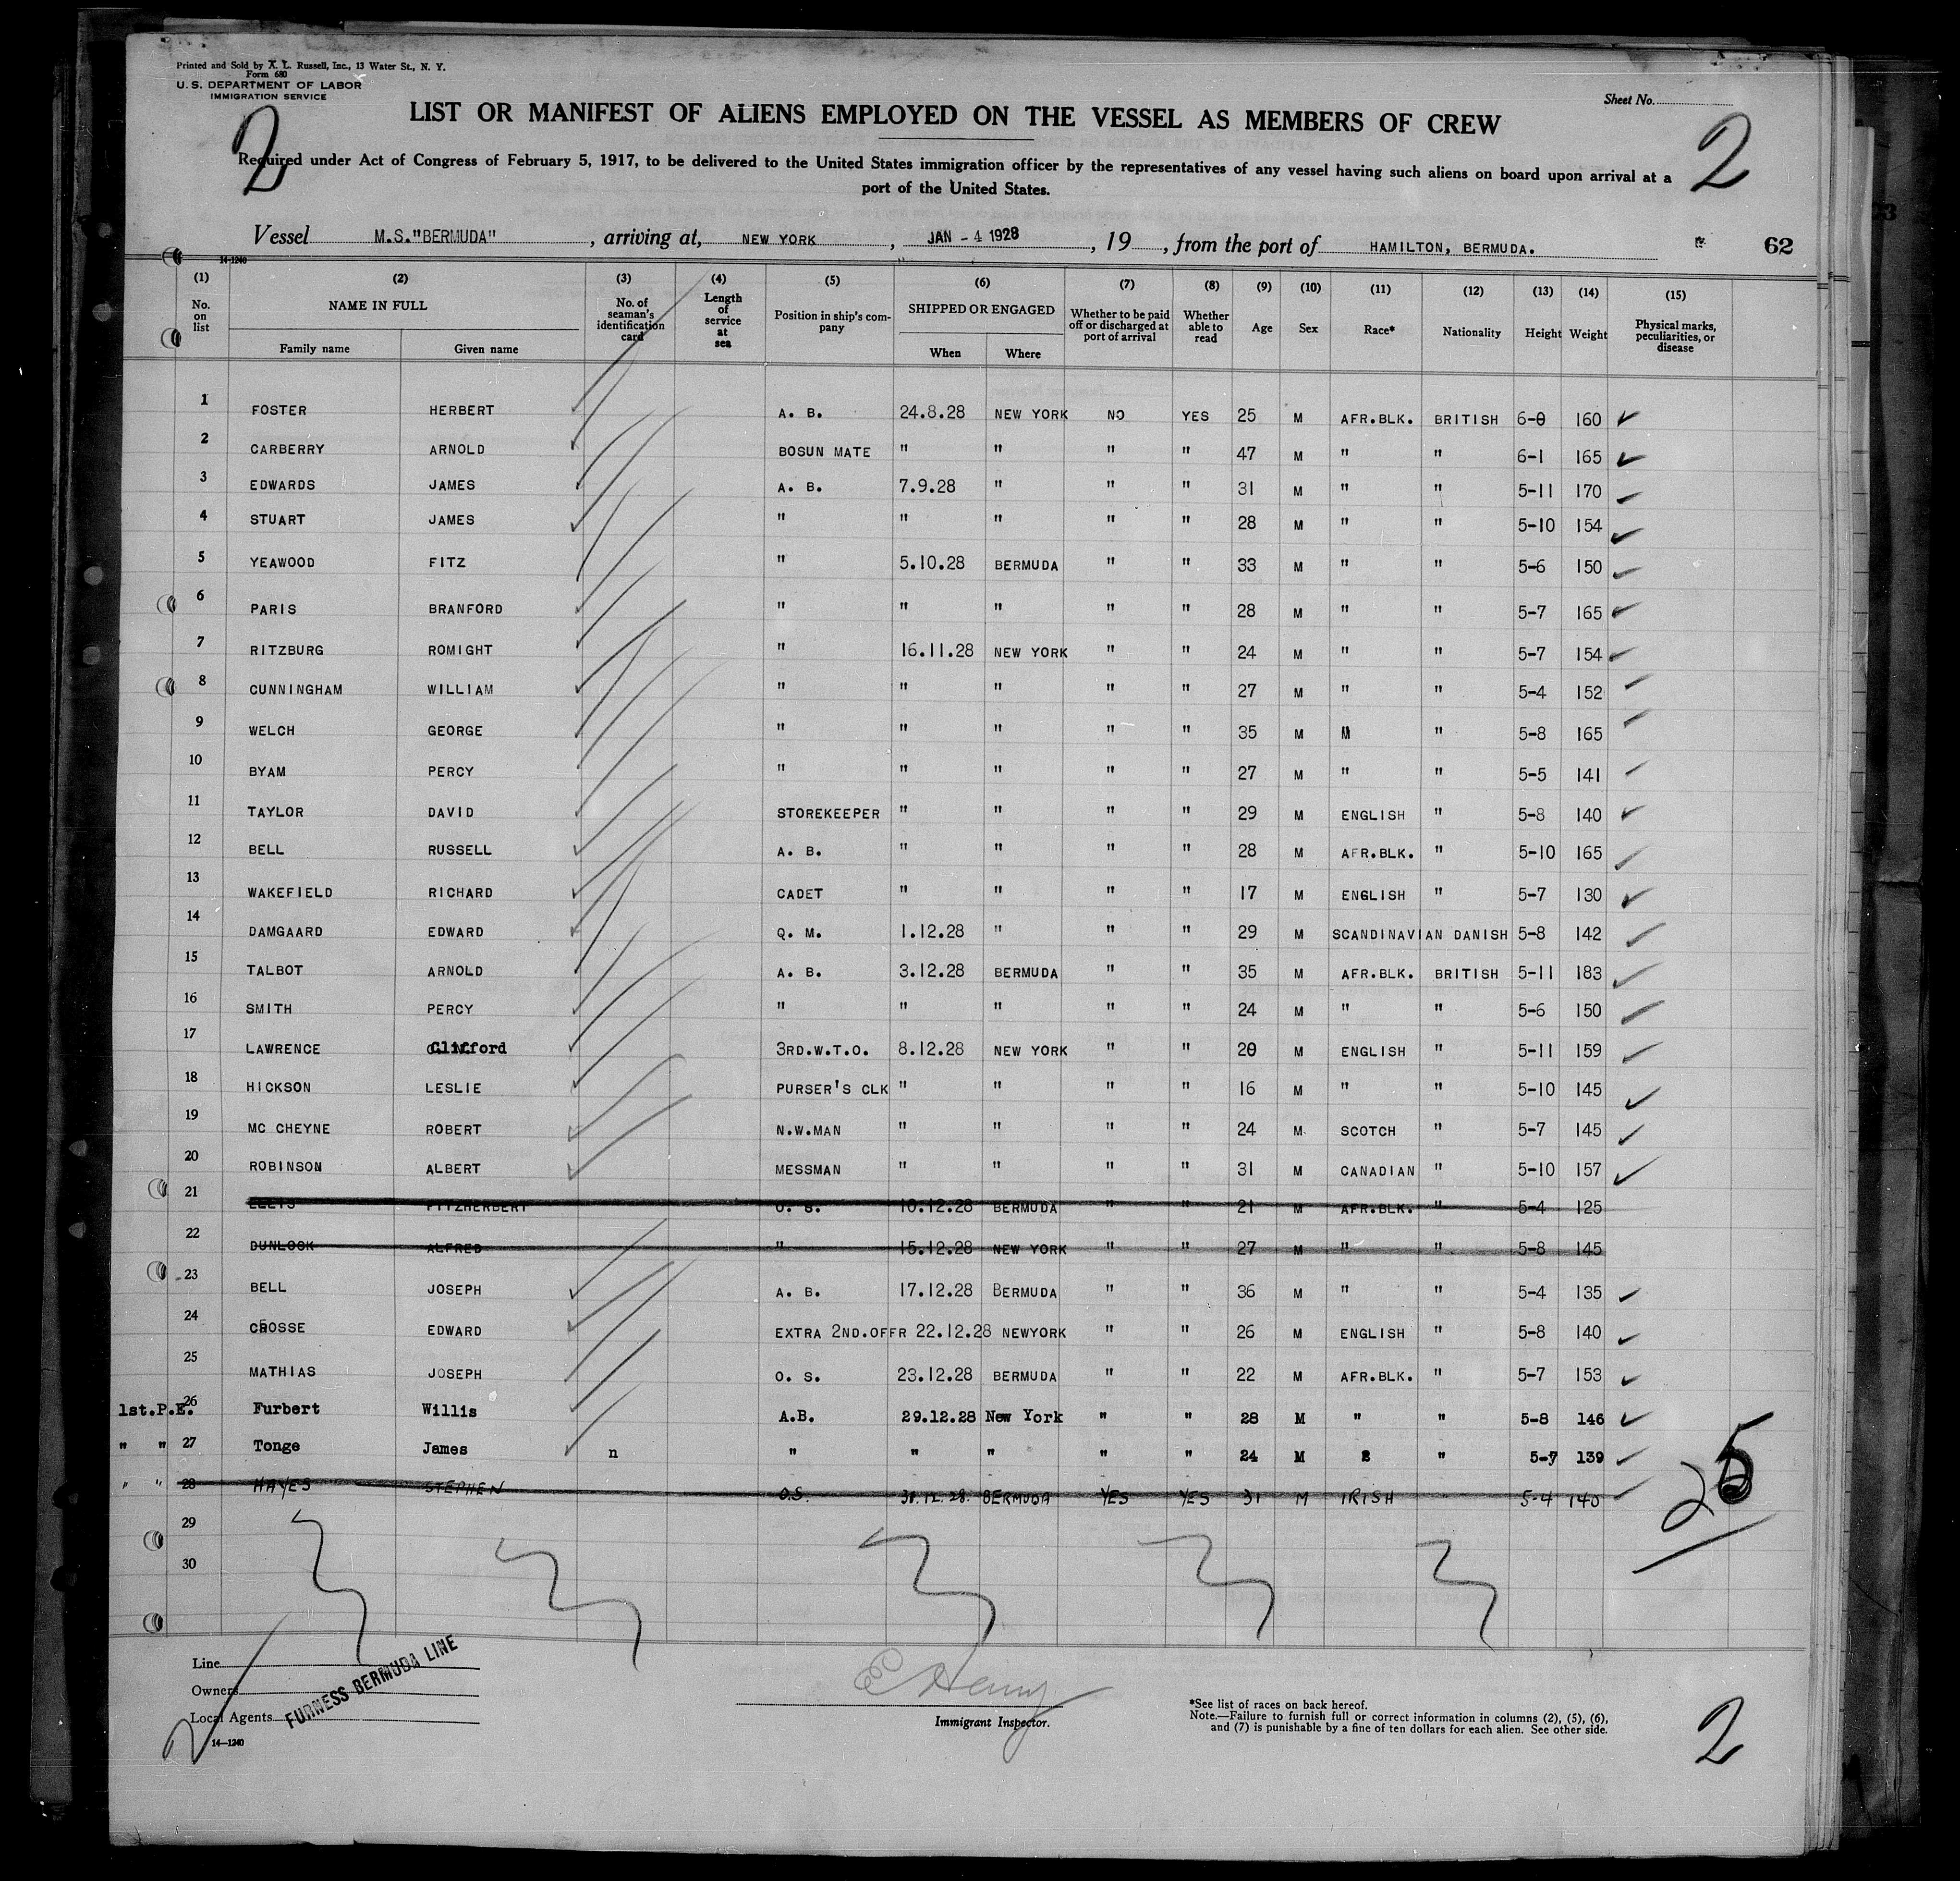 Printed and Sold by A. L. Russell, Inc., 13 Water St., N. Y.
Form 680
U. S. DEPARTMENT OF LABOR
IMMIGRATION SERVICE
Sheet No.
2 2
LIST OR MANIFEST OF ALIENS EMPLOYED ON THE VESSEL AS MEMBERS OF CREW
Required under Act of Congress of February 5, 1917, to be delivered to the United States immigration officer by the representatives of any vessel having such aliens on board upon arrival at a
port of the United States.
Vessel M.S."BERMUDA", arriving at, NEW YORK, JAN - 4 1928, 19, from the port of HAMILTON, BERMUDA. 62
14-1240
(1) (2) (3) (4) (5) (6) (7) (8) (9) (10) (11) (12) (13) (14) (15)
No. on list NAME IN FULL No. of seaman's identification card Length of service at sea Position in ship's company SHIPPED OR ENGAGED Whether to be paid off or discharged at port of arrival Whether able to read Age Sex Race* Nationality Height Weight Physical marks, peculiarities, or disease
Family name Given name When Where
1 FOSTER HERBERT A. B. 24.8.28 NEW YORK NO YES 25 M AFR.BLK. BRITISH 6-0 160
2 CARBERRY ARNOLD BOSUN MATE " " " " 47 M " " 6-1 165
3 EDWARDS JAMES A. B. 7.9.28 " " " 31 M " " 5-11 170
4 STUART JAMES " " " " " 28 M " " 5-10 154
5 YEAWOOD FITZ " 5.10.28 BERMUDA " " 33 M " " 5-6 150
6 PARIS BRANFORD " " " " " 28 M " " 5-7 165
7 RITZBURG ROMIGHT " 16.11.28 NEW YORK " " 24 M " " 5-7 154
8 CUNNINGHAM WILLIAM " " " " " 27 M " " 5-4 152
9 WELCH GEORGE " " " " " 35 M " " 5-8 165
10 BYAM PERCY " " " " " 27 M " " 5-5 141
11 TAYLOR DAVID STOREKEEPER " " " " 29 M ENGLISH " 5-8 140
12 BELL RUSSELL A. B. " " " " 28 M AFR.BLK. " 5-10 165
13 WAKEFIELD RICHARD CADET " " " " 17 M ENGLISH " 5-7 130
14 DAMGAARD EDWARD Q. M. 1.12.28 " " " 29 M SCANDINAVIAN DANISH 5-8 142
15 TALBOT ARNOLD A. B. 3.12.28 BERMUDA " " 35 M AFR.BLK. BRITISH 5-11 183
16 SMITH PERCY " " " " " 24 M " " 5-6 150
17 LAWRENCE Clifford 3RD.W.T.O. 8.12.28 NEW YORK " " 20 M ENGLISH " 5-11 159
18 HICKSON LESLIE PURSER'S CLK " " " " 16 M " " 5-10 145
19 MC CHEYNE ROBERT N.W.MAN " " " " 24 M SCOTCH " 5-7 145
20 ROBINSON ALBERT MESSMAN " " " " 31 M CANADIAN " 5-10 157
21 FITZHERBERT O. S. 10.12.28 BERMUDA " " 21 M AFR.BLK. " 5-4 125
22 DUNLOCK ALFRED " 15.12.28 NEW YORK " " 27 M " " 5-8 145
23 BELL JOSEPH A. B. 17.12.28 BERMUDA " " 36 M " " 5-4 135
24 CROSSE EDWARD EXTRA 2ND.OFFR 22.12.28 NEWYORK " " 26 M ENGLISH " 5-8 140
25 MATHIAS JOSEPH O. S. 23.12.28 BERMUDA " " 22 M AFR.BLK. " 5-7 153
1st.P.E. 26 Furbert Willis A.B. 29.12.28 New York " " 28 M " " 5-8 146
" " 27 Tonge James n " " " " " 24 M 2 " 5-7 139
" " 28 HAYES STEPHEN O.S. 31.12.28. BERMUDA YES YES 31 M IRISH " 5-4 140
25
29
30
Line
Owners
Local Agents
FURNESS BERMUDA LINE
14—1240
Immigrant Inspector.
*See list of races on back hereof.
Note.—Failure to furnish full or correct information in columns (2), (5), (6),
and (7) is punishable by a fine of ten dollars for each alien. See other side.
2